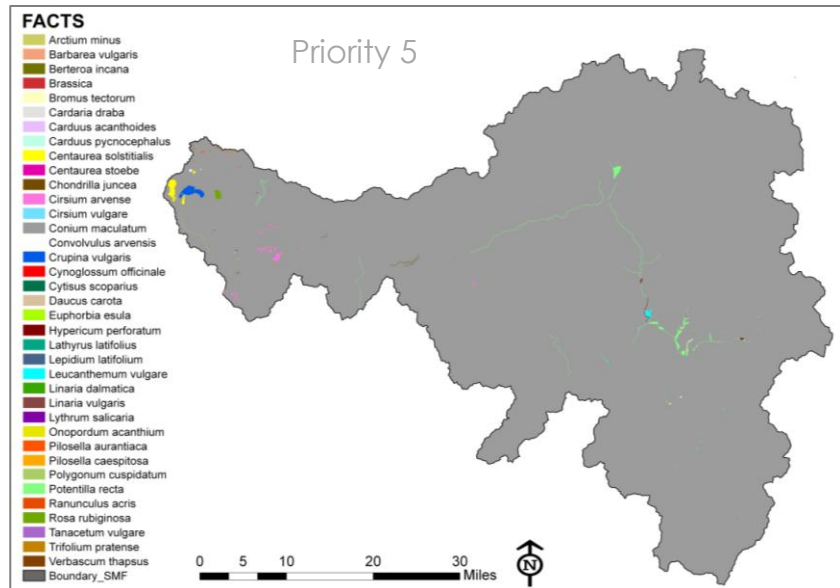 FACTS
Priority 5
Arctium minus
Barbarea vulgaris
Berteroa incana
Brassica
Bromus tectorum
Cardaria draba
Carduus acanthoides
Carduus pycnocephalus
Centaurea solstitialis
Centaurea stoebe
Chondrilla juncea
Cirsium arvense
Cirsium vulgare
Conium maculatum
Convolvulus arvensis
Crupina vulgaris
Cynoglossum officinale
Cytisus scoparius
Daucus carota
Euphorbia esula
Hypericum perforatum
Lathyrus latifolius
Lepidium latifolium
Leucanthemum vulgare
Linaria dalmatica
Linaria vulgaris
Lythrum salicaria
Onopordum acanthium
Pilosella aurantiaca
Pilosella caespitosa
Polygonum cuspidatum
Potentilla recta
Ranunculus acris
Rosa rubiginosa
Tanacetum vulgare
Trifolium pratense
Verbascum thapsus
Boundary_SMF
0 5 10 20 30
Miles
N